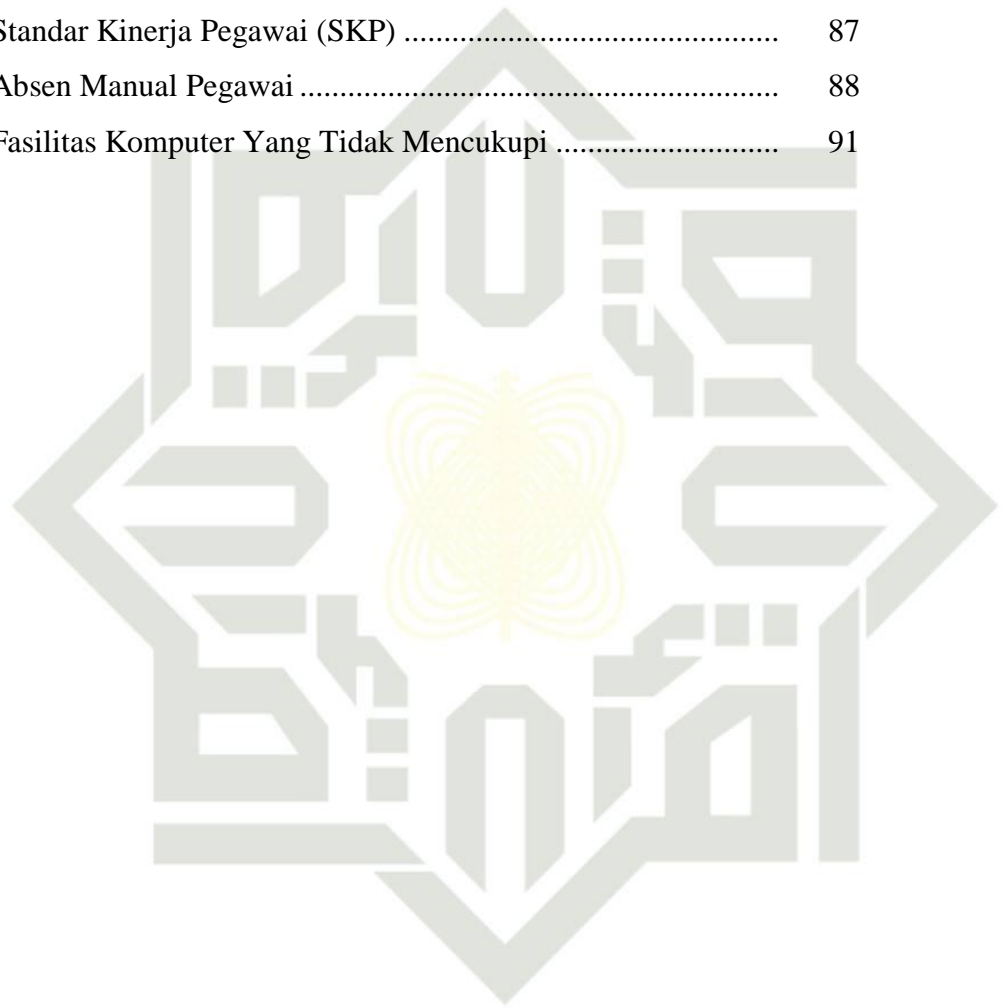 Standar Kinerja Pegawai (SKP) ............................................... 87
Absen Manual Pegawai ............................................................ 88
Fasilitas Komputer Yang Tidak Mencukupi ............................ 91